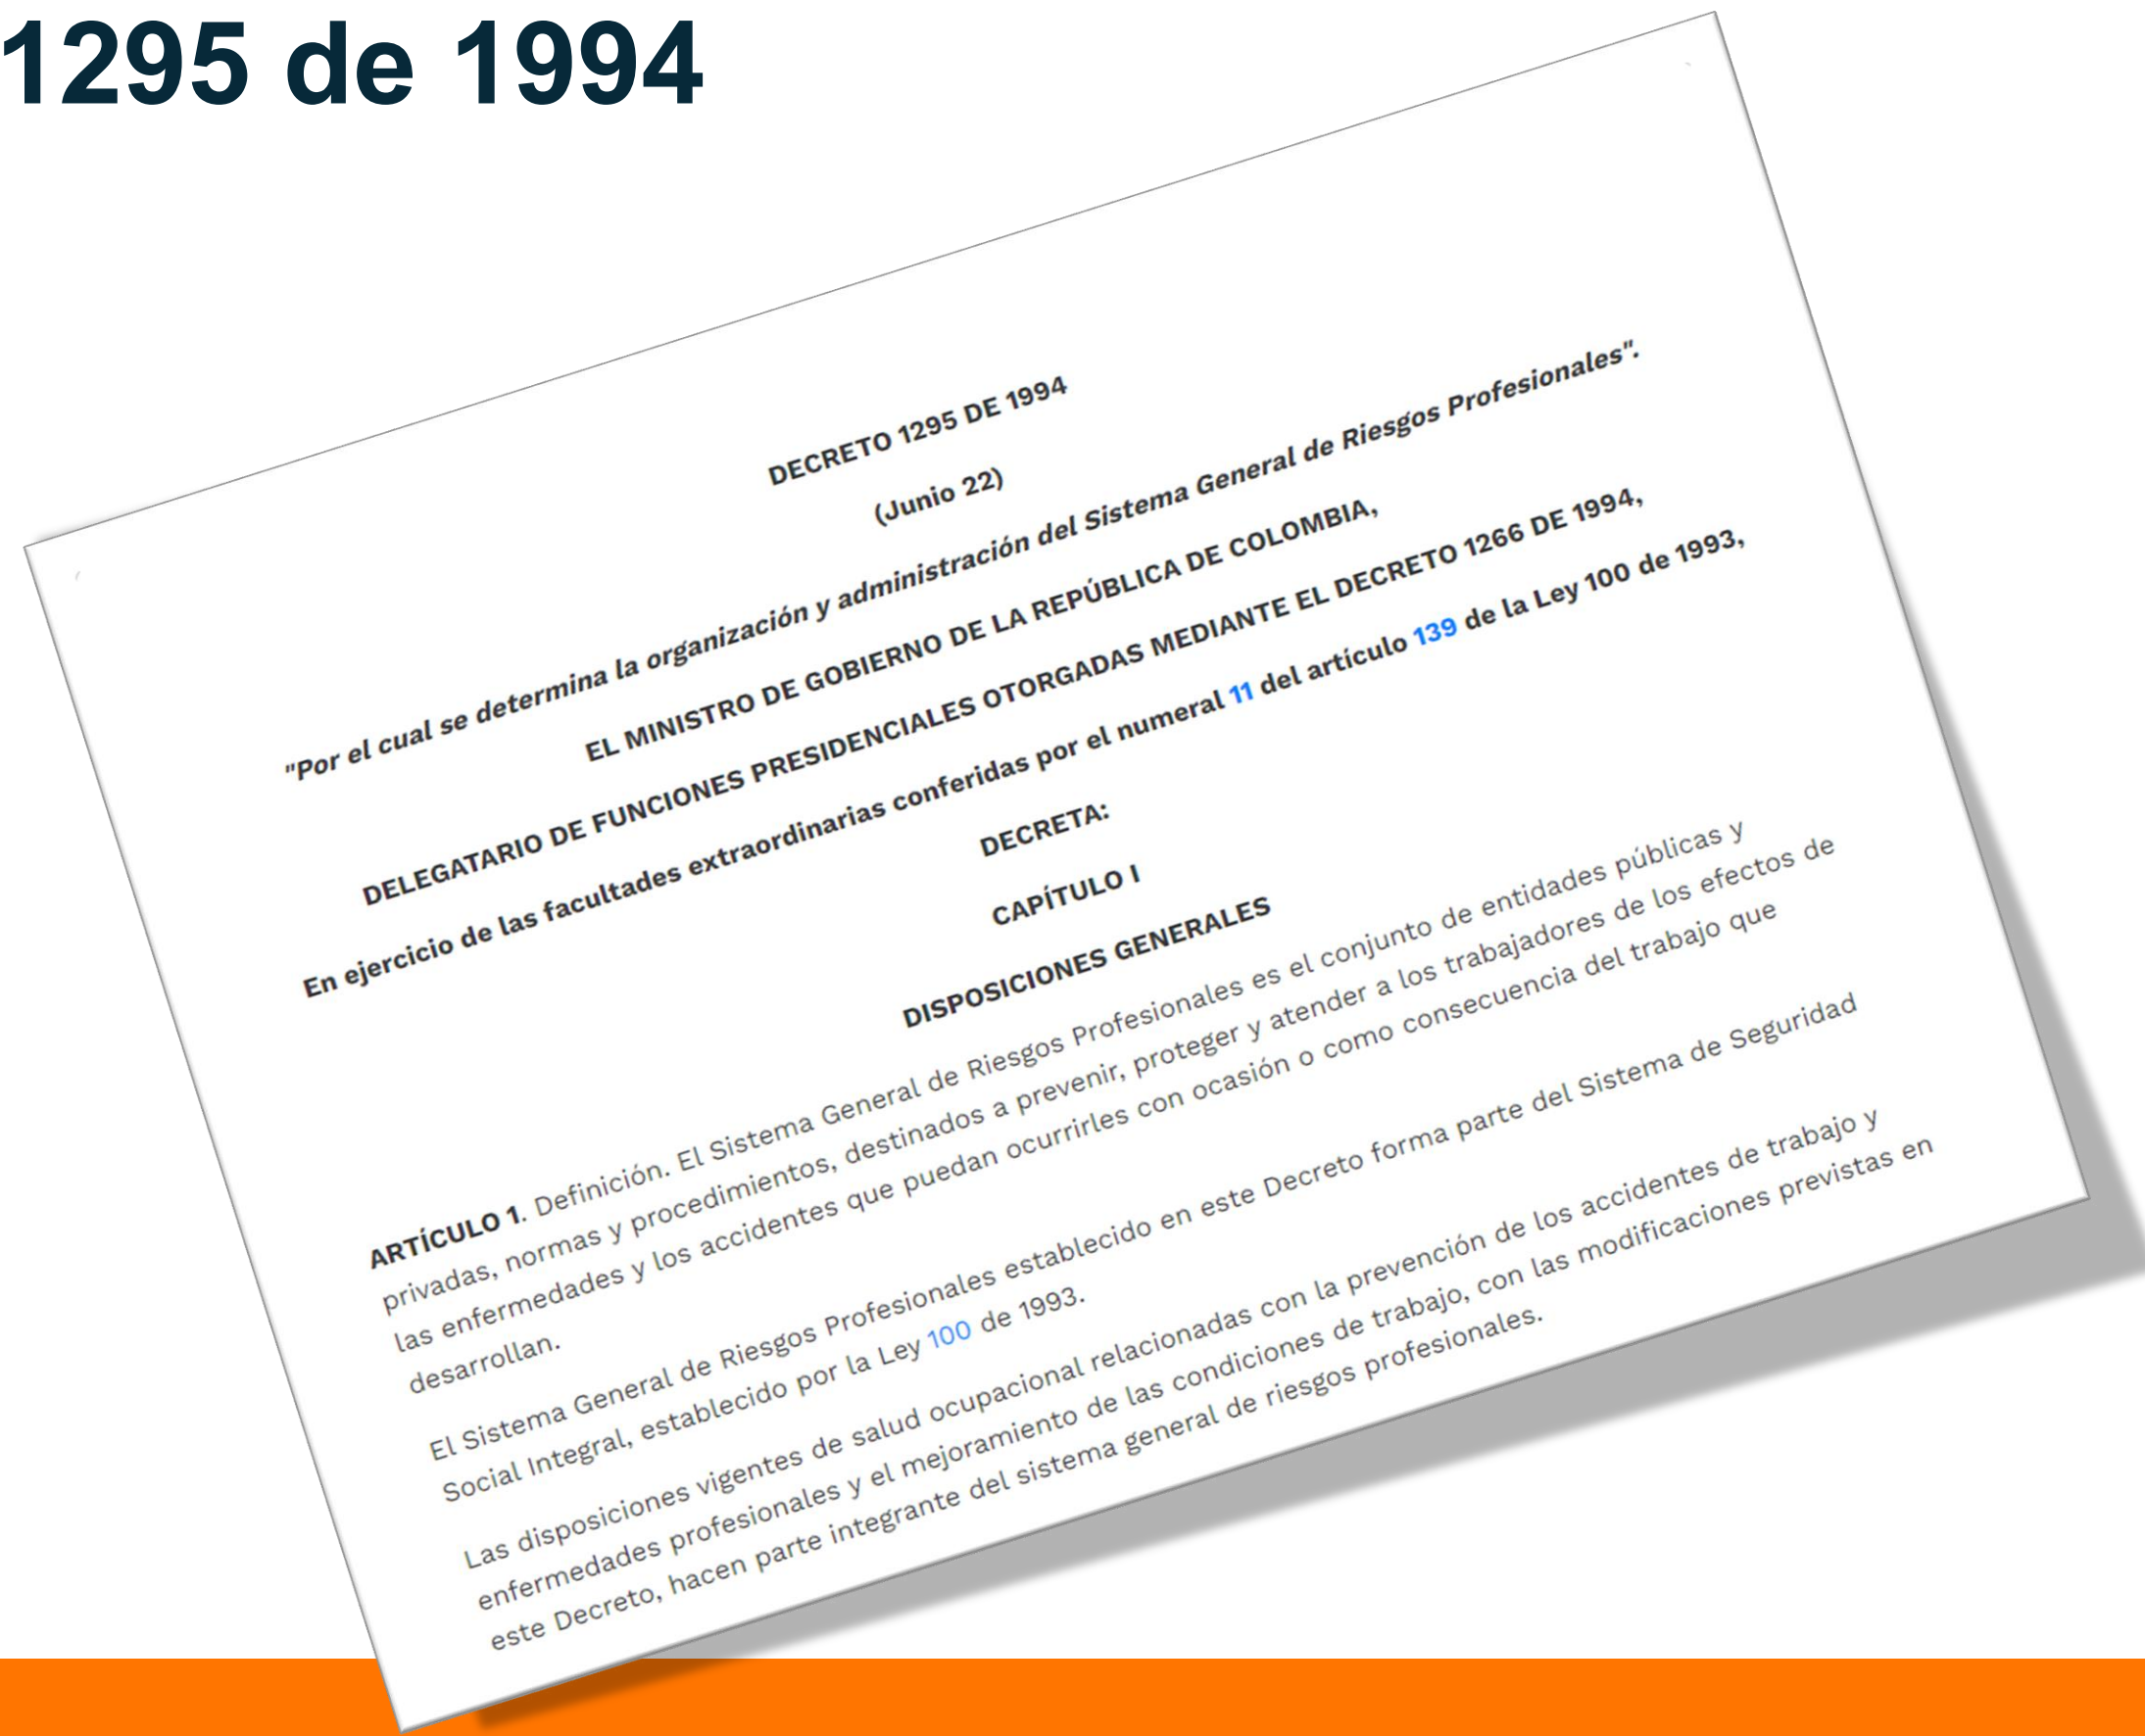 1295 de 1994
DECRETO 1295 DE 1994
(Junio 22)
"Por el cual se determina la organización y administración del Sistema General de Riesgos Profesionales".
EL MINISTRO DE GOBIERNO DE LA REPÚBLICA DE COLOMBIA,
DELEGATARIO DE FUNCIONES PRESIDENCIALES OTORGADAS MEDIANTE EL DECRETO 1266 DE 1994,
En ejercicio de las facultades extraordinarias conferidas por el numeral 11 del artículo 139 de la Ley 100 de 1993,
DECRETA:
CAPÍTULO I
DISPOSICIONES GENERALES
ARTÍCULO 1. Definición. El Sistema General de Riesgos Profesionales es el conjunto de entidades públicas y
privadas, normas y procedimientos, destinados a prevenir, proteger y atender a los trabajadores de los efectos de
las enfermedades y los accidentes que puedan ocurrirles con ocasión o como consecuencia del trabajo que
desarrollan.
El Sistema General de Riesgos Profesionales establecido en este Decreto forma parte del Sistema de Seguridad
Social Integral, establecido por la Ley 100 de 1993.
Las disposiciones vigentes de salud ocupacional relacionadas con la prevención de los accidentes de trabajo y
enfermedades profesionales y el mejoramiento de las condiciones de trabajo, con las modificaciones previstas en
este Decreto, hacen parte integrante del sistema general de riesgos profesionales.